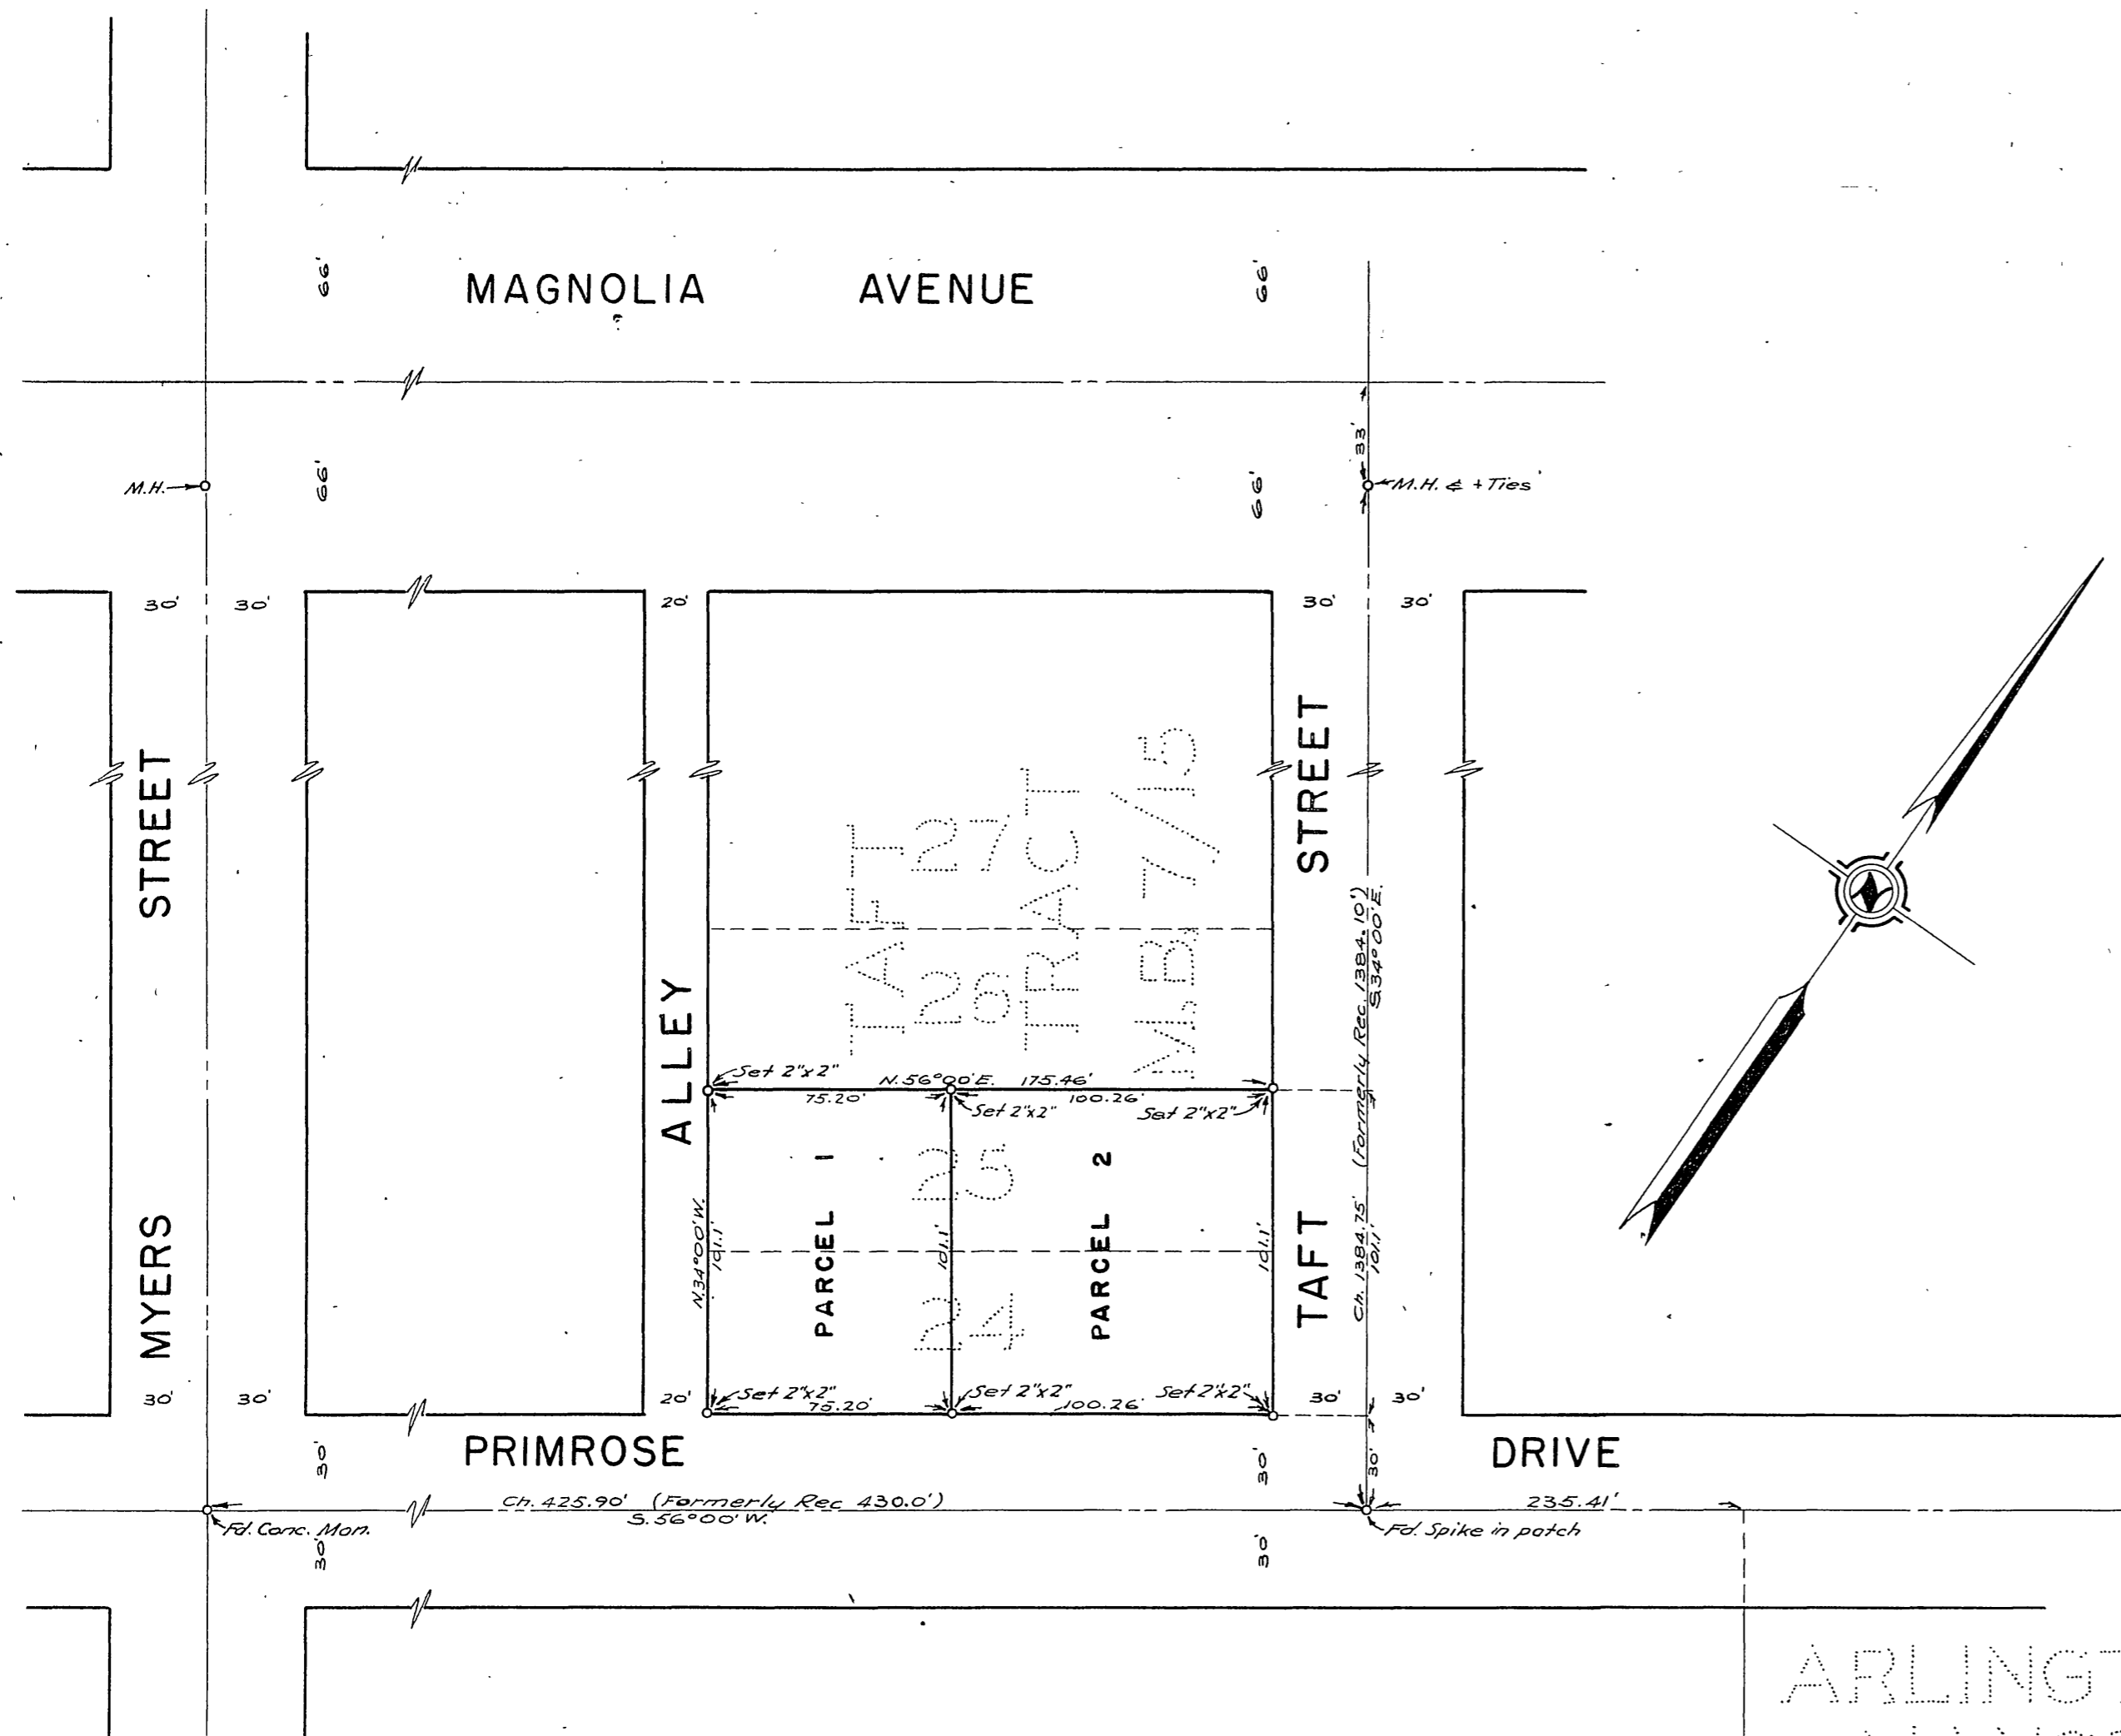 66'
66'
MAGNOLIA AVENUE
33'
M.H.
66'
66'
M.H. & + Ties
30' 30'
20'
30' 30'
MYERS STREET
ALLEY
TAFT STREET
TAFT
TRACT
M.B. 7/15
27
26
25
24
Ch. 1384.75' (Formerly Rec. 1384.10')
S.34°00'E.
101.1'
Set 2"x2"
N.56°00'E. 175.46'
75.20'
100.26'
Set 2"x2"
Set 2"x2"
N.34°00'W.
101.1'
101.1'
101.1'
PARCEL 1
PARCEL 2
30' 30'
20'
Set 2"x2"
75.20'
Set 2"x2"
100.26'
Set 2"x2"
30' 30'
PRIMROSE DRIVE
30'
30'
30'
Ch. 425.90' (Formerly Rec 430.0')
S.56°00'W.
235.41'
Fd. Conc. Mon.
Fd. Spike in patch
30'
30'
ARLINGT